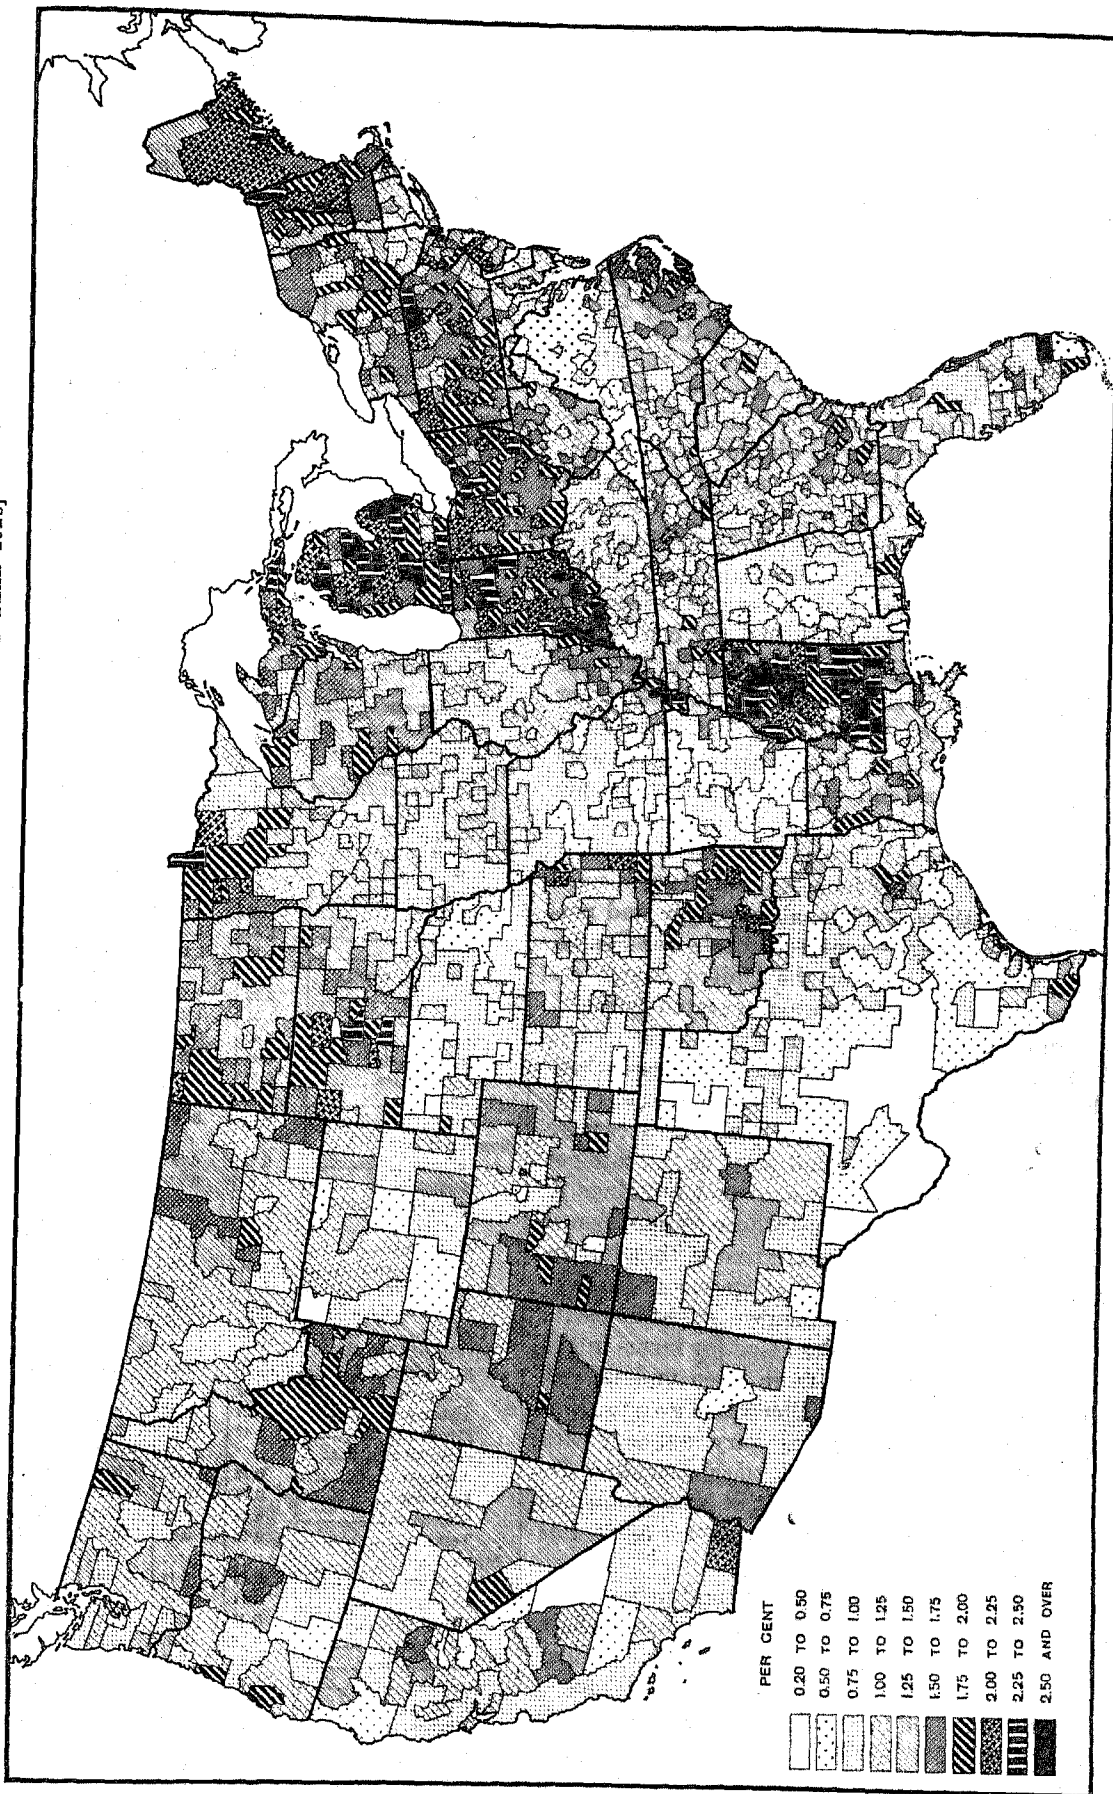 PER CENT
0.20 TO 0.50
0.50 TO 0.75
0.75 TO 1.00
1.00 TO 1.25
1.25 TO 1.50
1.50 TO 1.75
1.75 TO 2.00
2.00 TO 2.25
2.25 TO 2.50
2.50 AND OVER